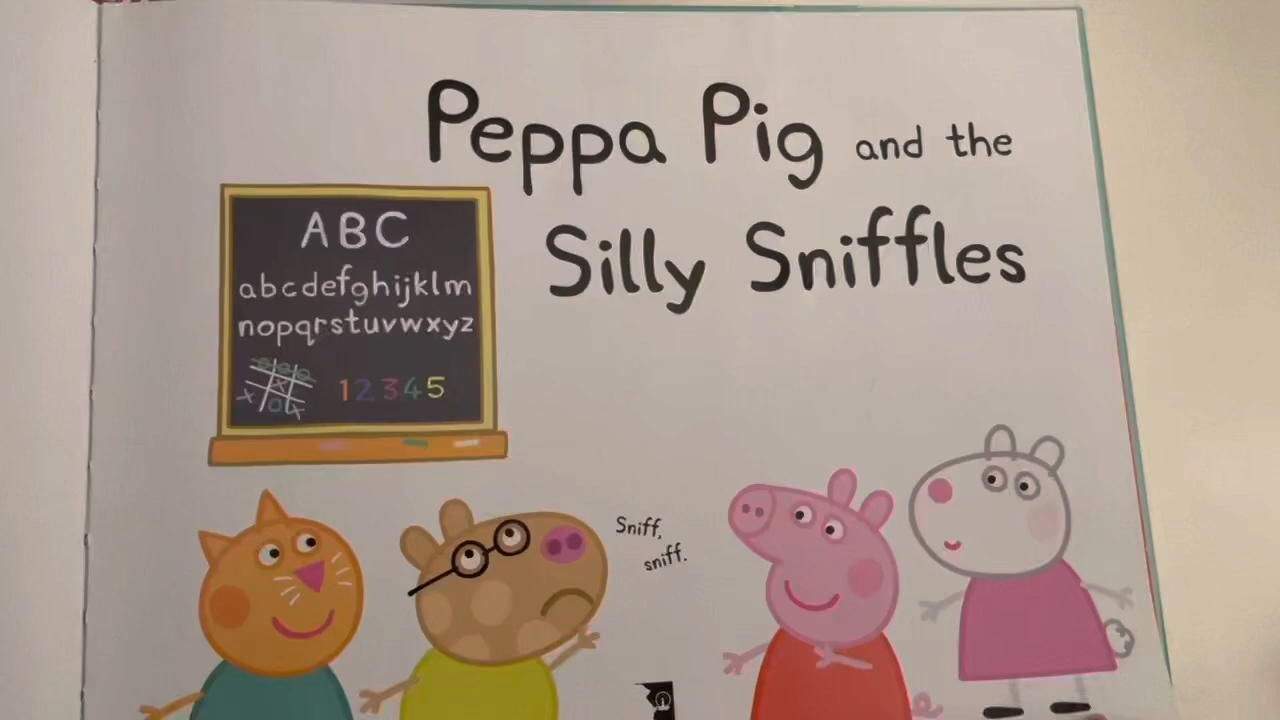 Peppa Pig and the
Silly Sniffles
ABC
abcdefghijklm
nopqrstuvwxyz
12345
Sniff,
sniff.